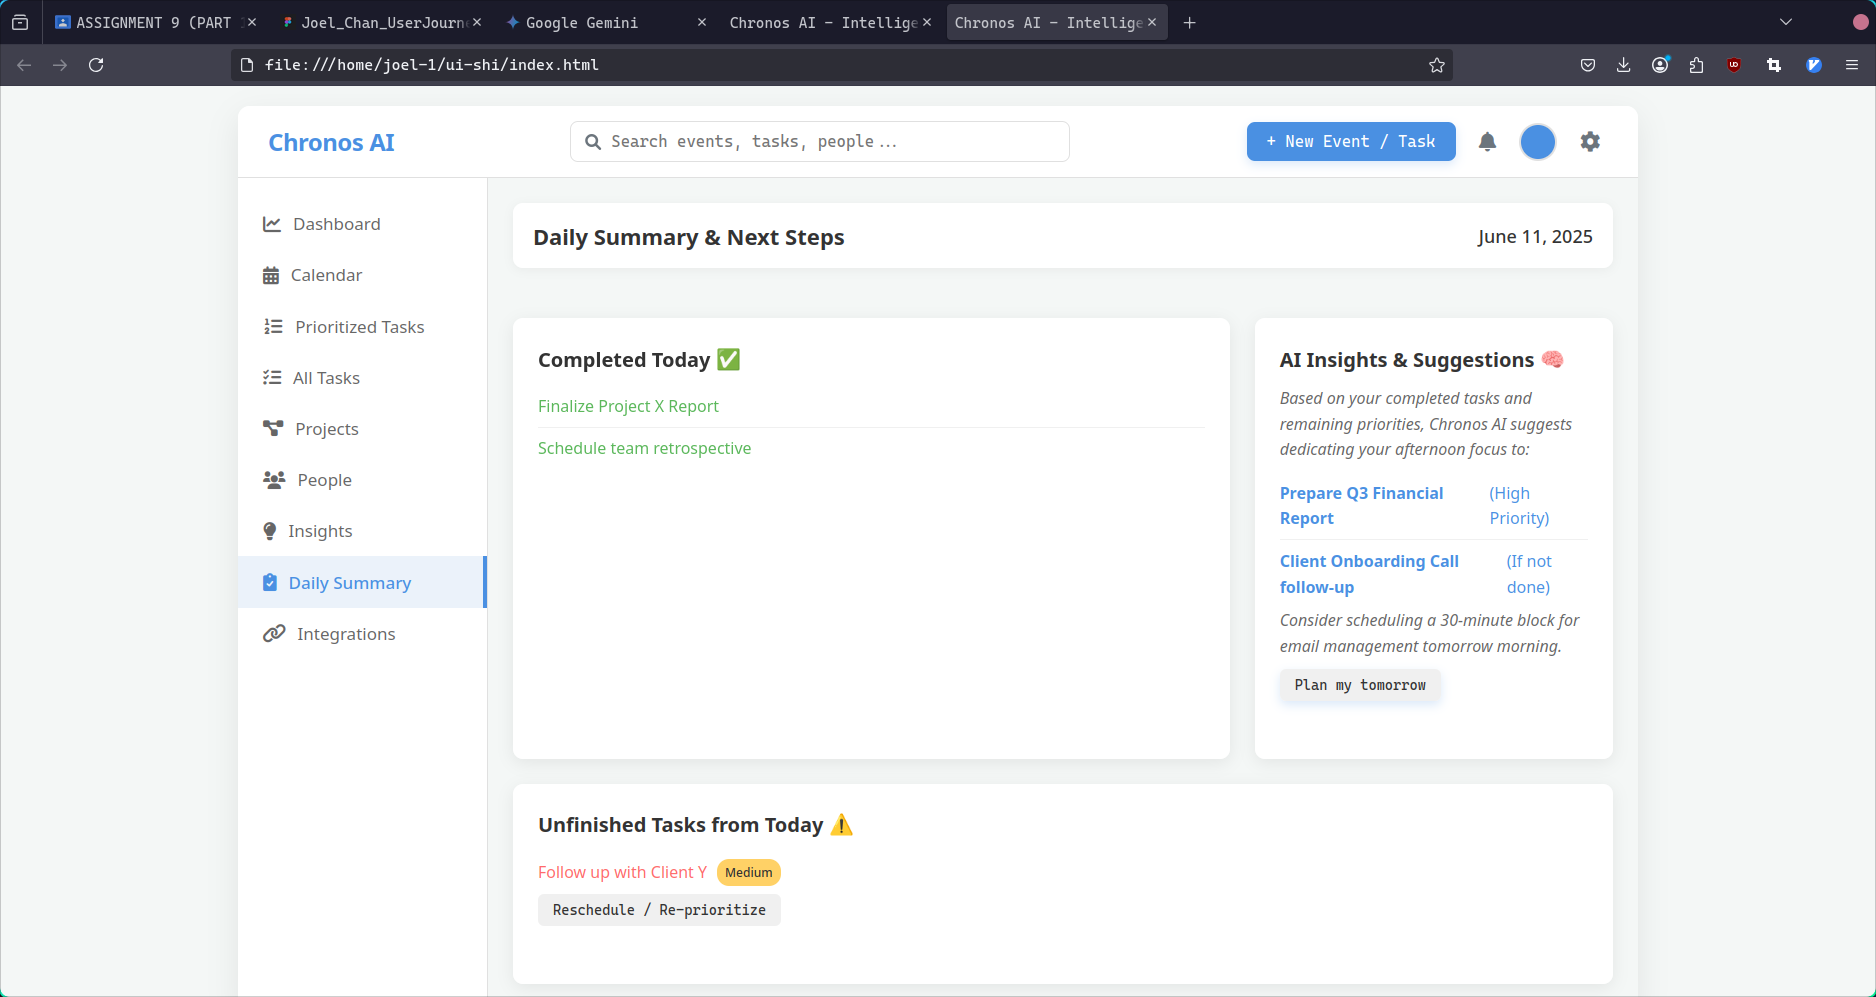 ASSIGNMENT 9 (PART
Joel_Chan_UserJourn
Google Gemini
Chronos AI – Intellige
Chronos AI – Intellige
file:///home/joel-1/ui-shi/index.html
Chronos AI
Search events, tasks, people...
+ New Event / Task
Dashboard
Calendar
Prioritized Tasks
All Tasks
Projects
People
Insights
Daily Summary
Integrations
Daily Summary & Next Steps
June 11, 2025
Completed Today ✅
Finalize Project X Report
Schedule team retrospective
AI Insights & Suggestions 🧠
Based on your completed tasks and
remaining priorities, Chronos AI suggests
dedicating your afternoon focus to:
Prepare Q3 Financial (High
Report Priority)
Client Onboarding Call (If not
follow-up done)
Consider scheduling a 30-minute block for
email management tomorrow morning.
Plan my tomorrow
Unfinished Tasks from Today ⚠️
Follow up with Client Y Medium
Reschedule / Re-prioritize